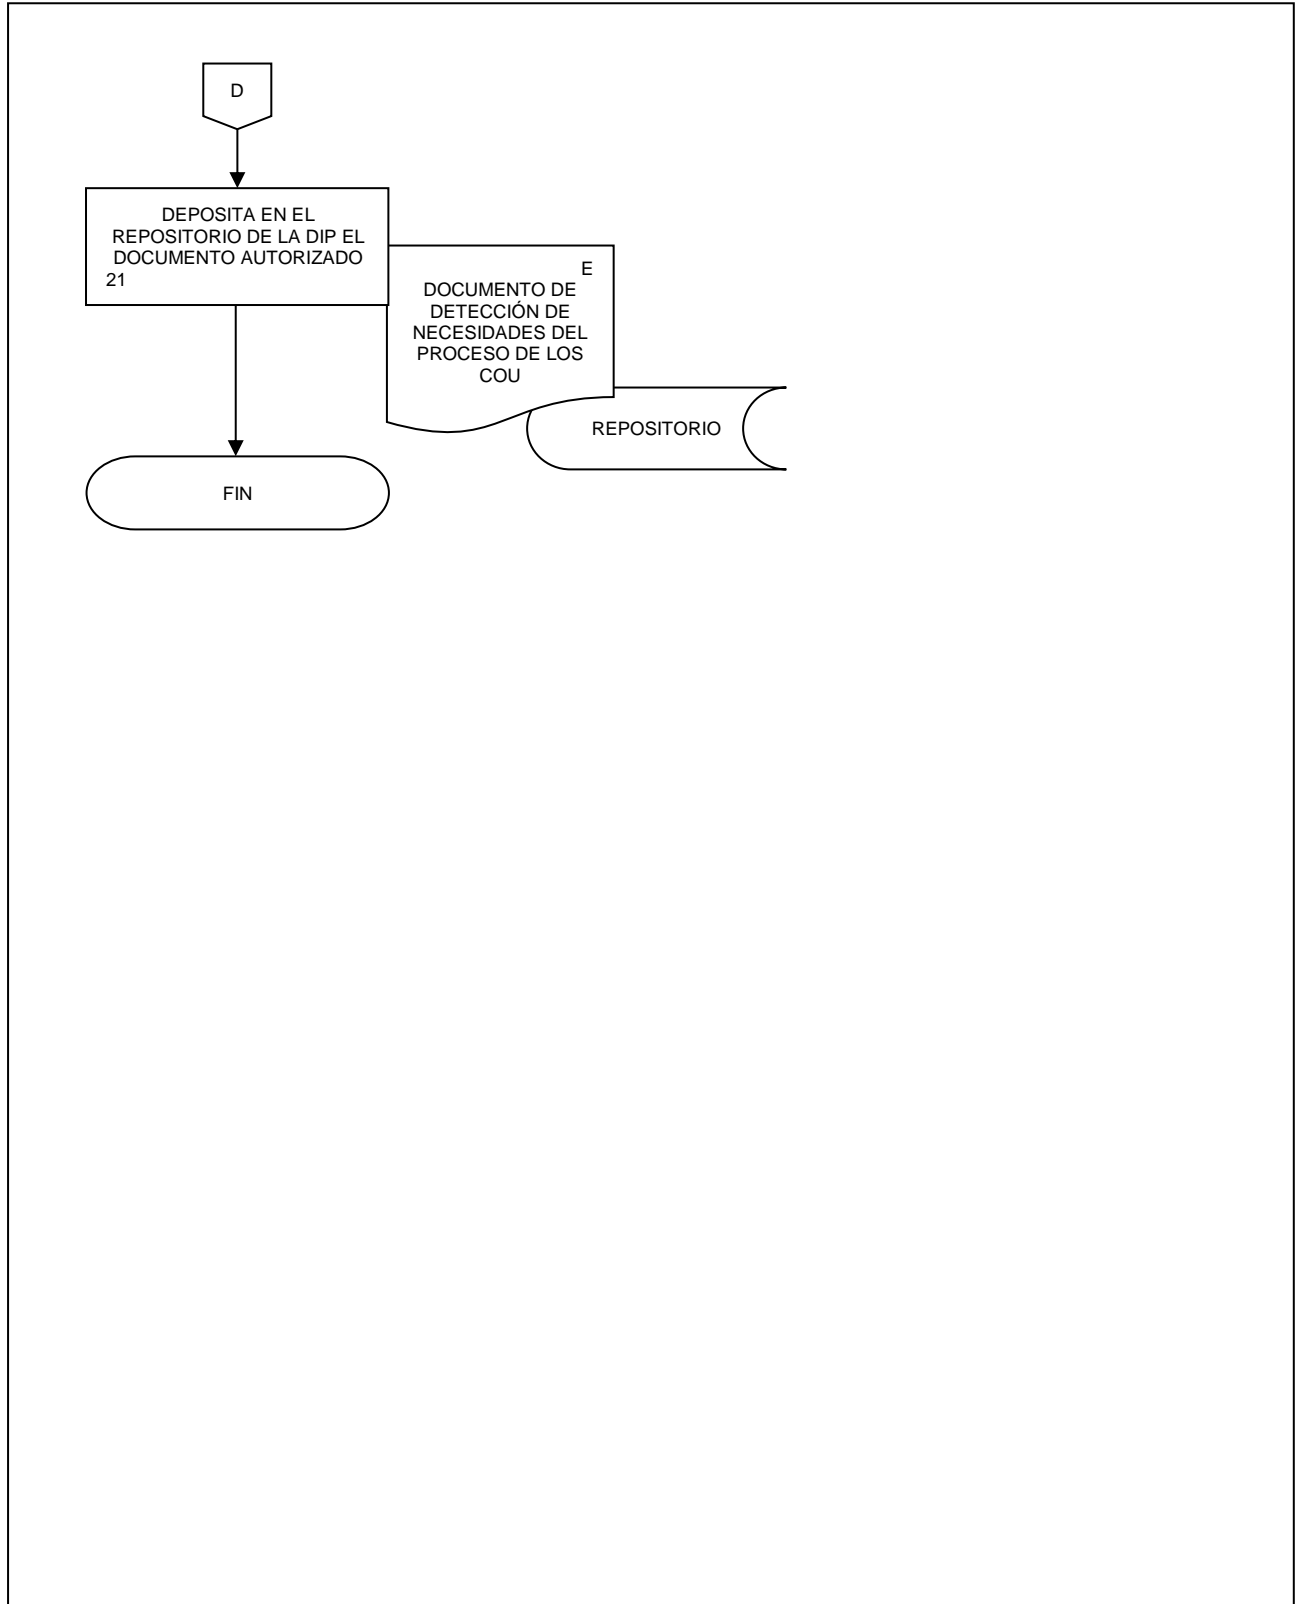 D
DEPOSITA EN EL
REPOSITORIO DE LA DIP EL
DOCUMENTO AUTORIZADO
21
E
DOCUMENTO DE
DETECCIÓN DE
NECESIDADES DEL
PROCESO DE LOS
COU
REPOSITORIO
FIN